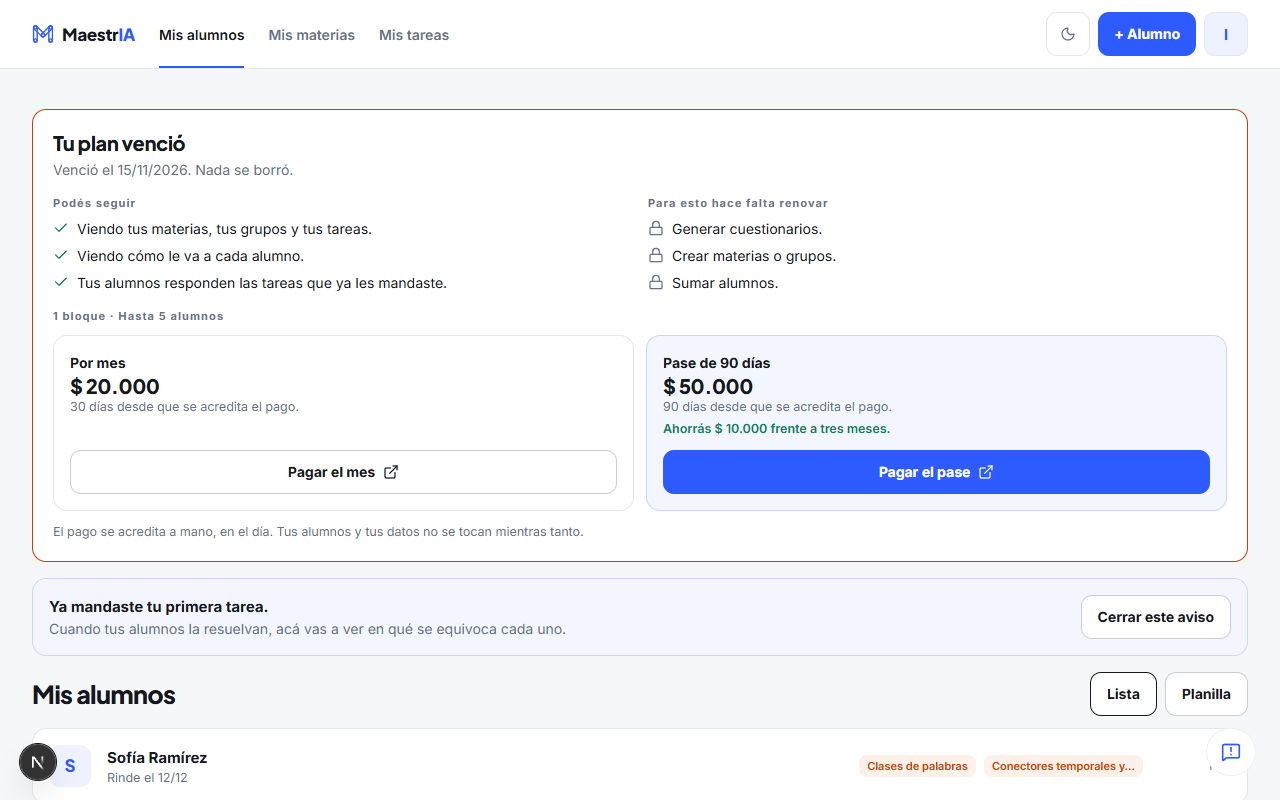 MaestrIA
Mis alumnos
Mis materias
Mis tareas
+ Alumno
I
Tu plan venció
Venció el 15/11/2026. Nada se borró.
Podés seguir
Viendo tus materias, tus grupos y tus tareas.
Viendo cómo le va a cada alumno.
Tus alumnos responden las tareas que ya les mandaste.
Para esto hace falta renovar
Generar cuestionarios.
Crear materias o grupos.
Sumar alumnos.
1 bloque · Hasta 5 alumnos
Por mes
$ 20.000
30 días desde que se acredita el pago.
Pagar el mes
Pase de 90 días
$ 50.000
90 días desde que se acredita el pago.
Ahorrás $ 10.000 frente a tres meses.
Pagar el pase
El pago se acredita a mano, en el día. Tus alumnos y tus datos no se tocan mientras tanto.
Ya mandaste tu primera tarea.
Cuando tus alumnos la resuelvan, acá vas a ver en qué se equivoca cada uno.
Cerrar este aviso
Mis alumnos
Lista
Planilla
N
S
Sofía Ramírez
Rinde el 12/12
Clases de palabras
Conectores temporales y...